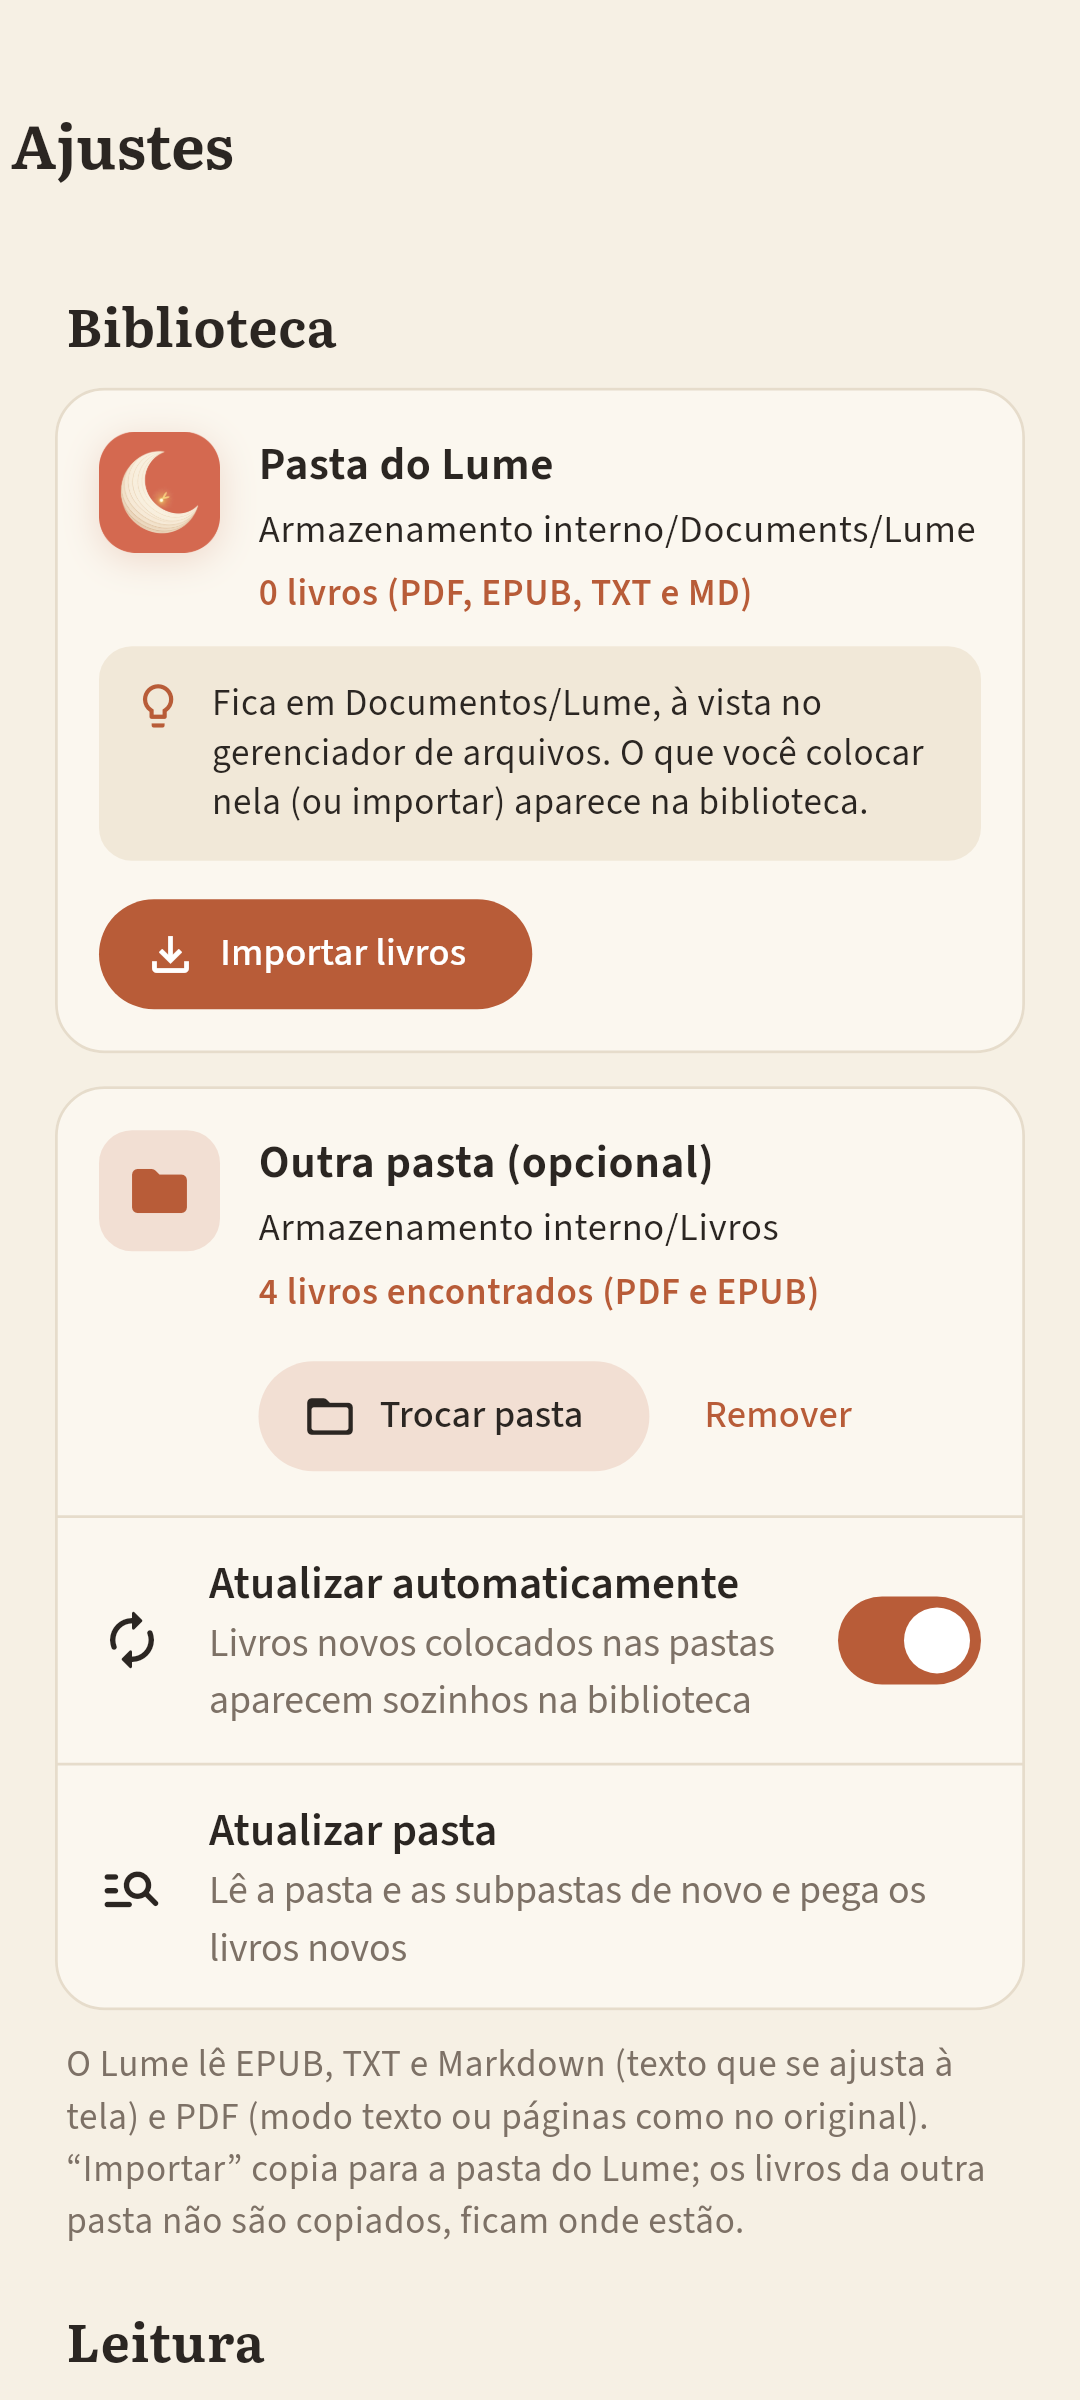 Ajustes
Biblioteca
Pasta do Lume
Armazenamento interno/Documents/Lume
0 livros (PDF, EPUB, TXT e MD)
Fica em Documentos/Lume, à vista no
gerenciador de arquivos. O que você colocar
nela (ou importar) aparece na biblioteca.
Importar livros
Outra pasta (opcional)
Armazenamento interno/Livros
4 livros encontrados (PDF e EPUB)
Trocar pasta
Remover
Atualizar automaticamente
Livros novos colocados nas pastas
aparecem sozinhos na biblioteca
Atualizar pasta
Lê a pasta e as subpastas de novo e pega os
livros novos
O Lume lê EPUB, TXT e Markdown (texto que se ajusta à
tela) e PDF (modo texto ou páginas como no original).
“Importar” copia para a pasta do Lume; os livros da outra
pasta não são copiados, ficam onde estão.
Leitura